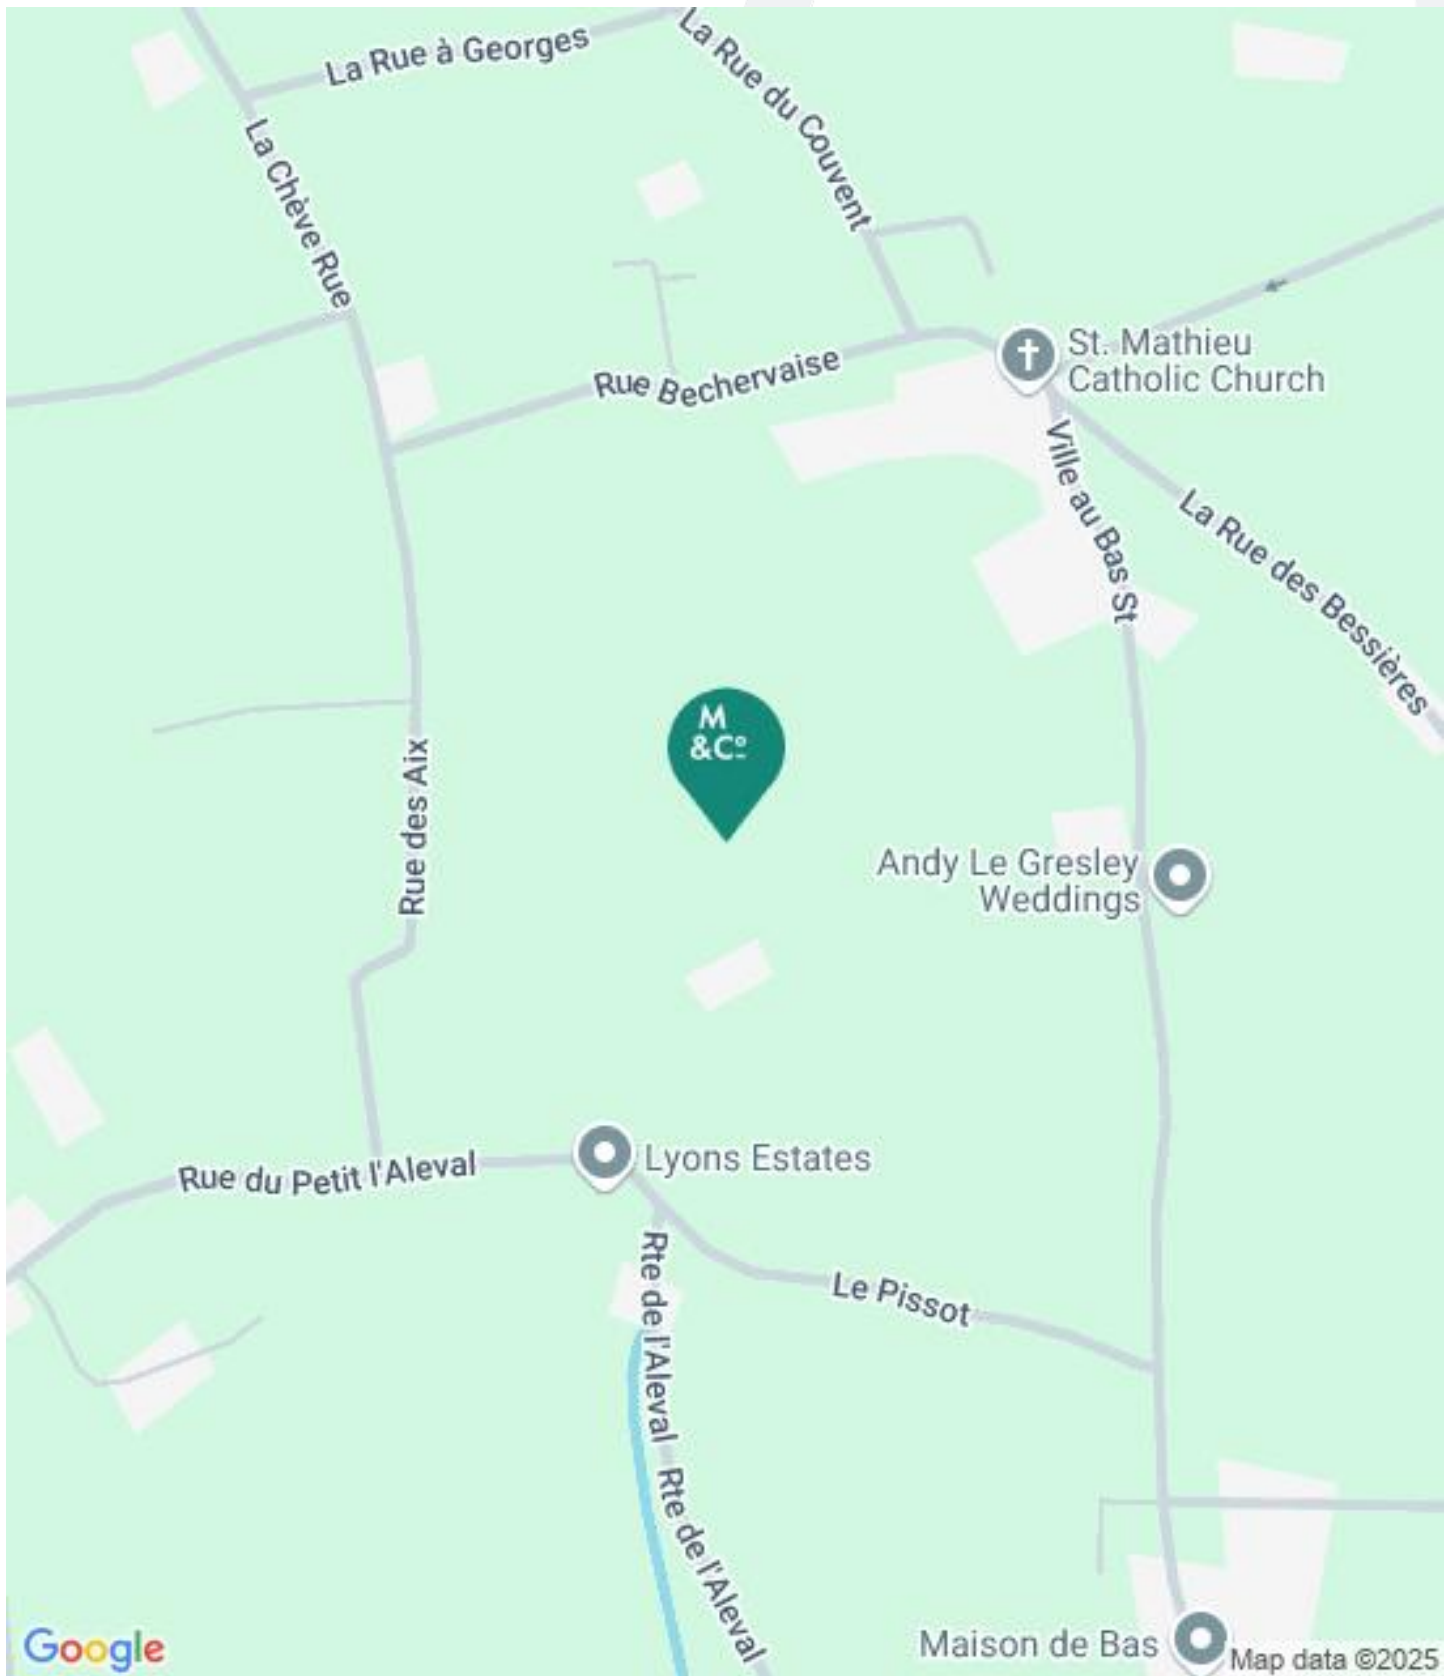 La Rue à Georges
La Rue du Couvent
La Chève Rue
St. Mathieu
Catholic Church
Rue Bechervaise
Ville au Bas St
La Rue des Bessières
M
&Cº
Rue des Aix
Andy Le Gresley
Weddings
Lyons Estates
Rue du Petit l'Aleval
Rte de l'Aleval
Le Pissot
Rte de l'Aleval
Maison de Bas
Google
Map data ©2025